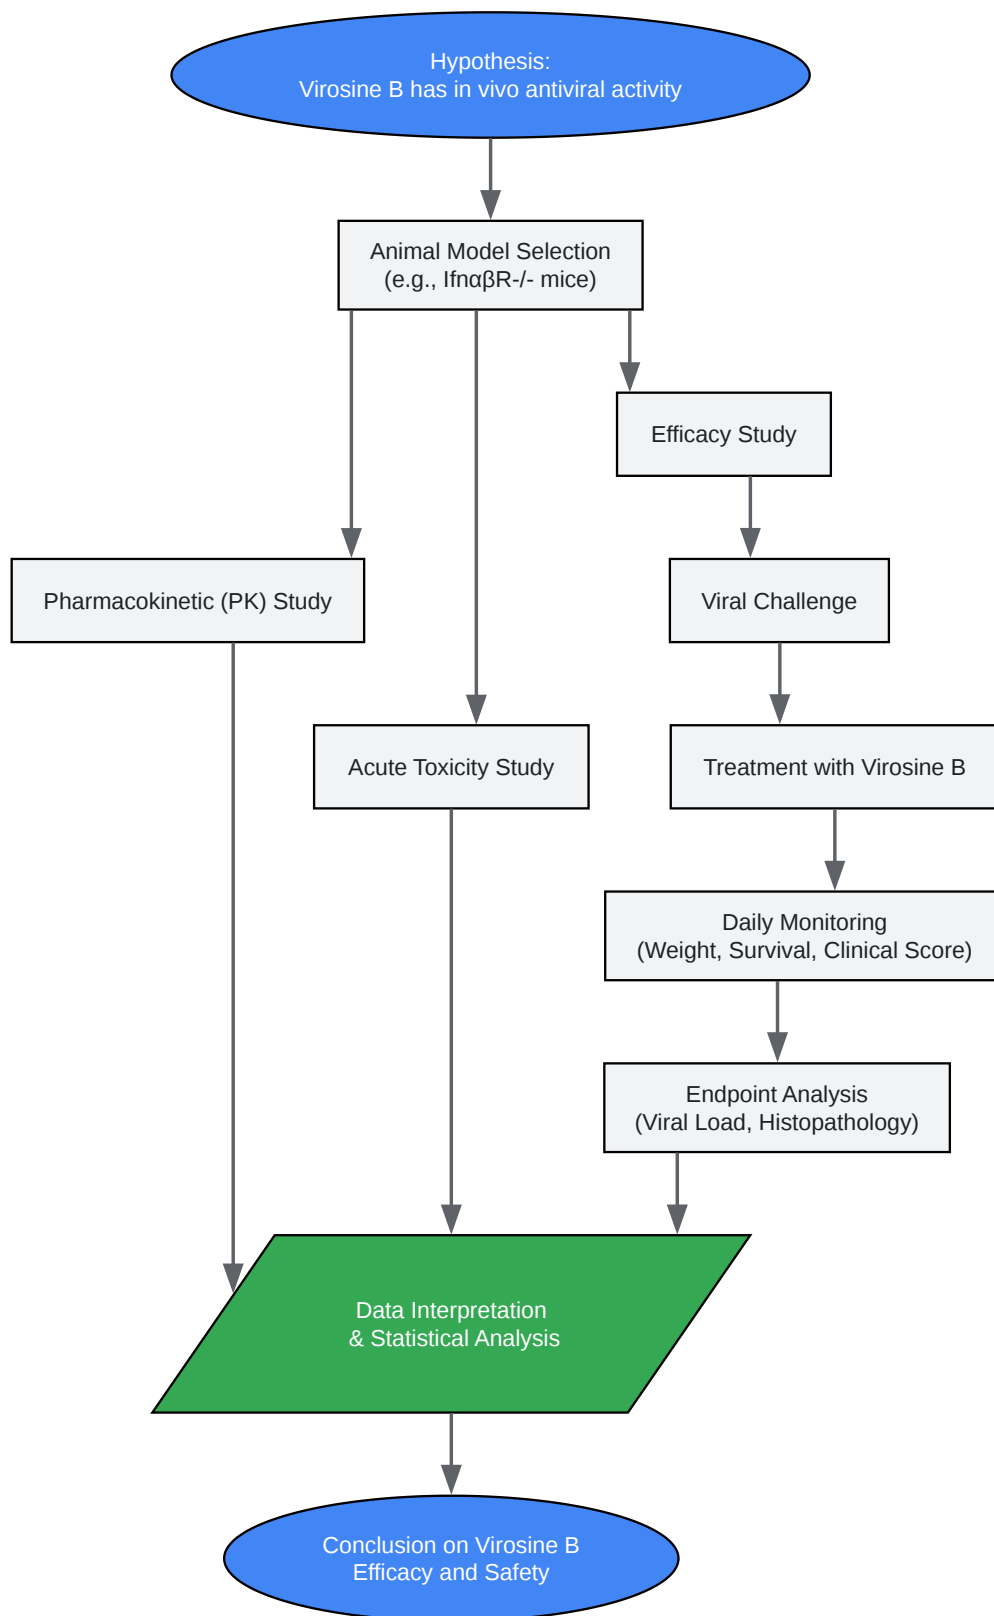 Hypothesis:
Virosine B has in vivo antiviral activity
Animal Model Selection
(e.g., IfnαβR-/- mice)
Efficacy Study
Pharmacokinetic (PK) Study
Viral Challenge
Acute Toxicity Study
Treatment with Virosine B
Daily Monitoring
(Weight, Survival, Clinical Score)
Endpoint Analysis
(Viral Load, Histopathology)
Data Interpretation
& Statistical Analysis
Conclusion on Virosine B
Efficacy and Safety